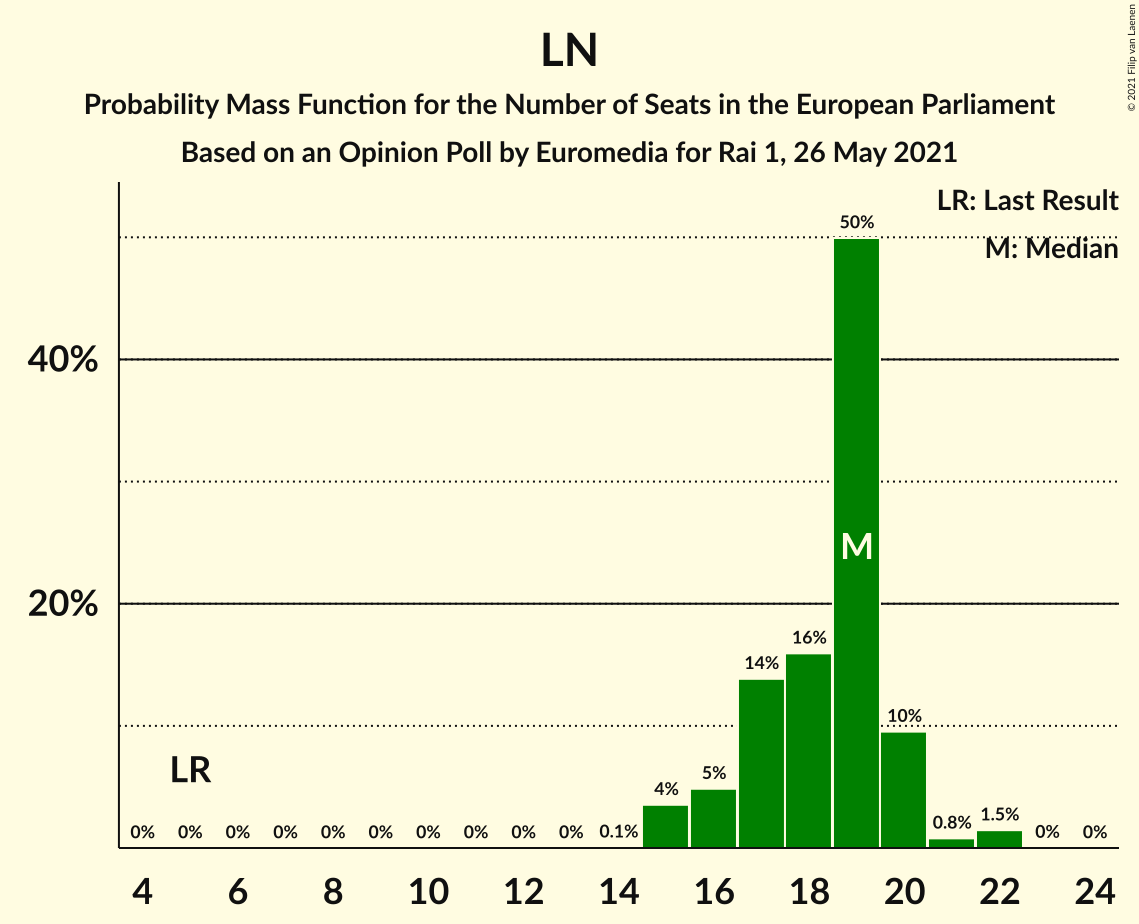 LN
Probability Mass Function for the Number of Seats in the European Parliament
Based on an Opinion Poll by Euromedia for Rai 1, 26 May 2021
© 2021 Filip van Laenen
LR: Last Result
M: Median
40%
20%
LR
M
0% 0% 0% 0% 0% 0% 0% 0% 0% 0% 0.1% 4% 5% 14% 16% 50% 10% 0.8% 1.5% 0% 0%
4 6 8 10 12 14 16 18 20 22 24